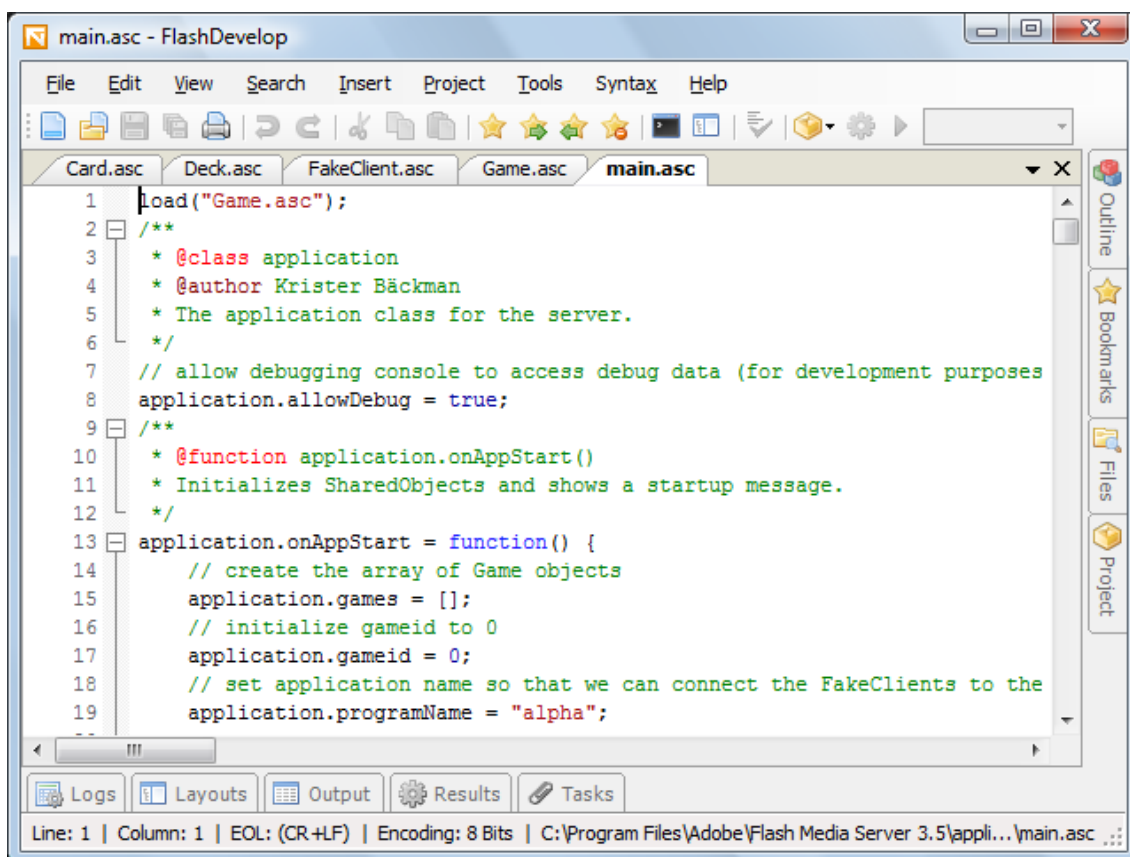 main.asc - FlashDevelop
File Edit View Search Insert Project Tools Syntax Help
Card.asc Deck.asc FakeClient.asc Game.asc main.asc
1 load("Game.asc");
2 /**
3 * @class application
4 * @author Krister Bäckman
5 * The application class for the server.
6 */
7 // allow debugging console to access debug data (for development purposes
8 application.allowDebug = true;
9 /**
10 * @function application.onAppStart()
11 * Initializes SharedObjects and shows a startup message.
12 */
13 application.onAppStart = function() {
14 // create the array of Game objects
15 application.games = [];
16 // initialize gameid to 0
17 application.gameid = 0;
18 // set application name so that we can connect the FakeClients to the
19 application.programName = "alpha";
Outline
Bookmarks
Files
Project
Logs Layouts Output Results Tasks
Line: 1 | Column: 1 | EOL: (CR+LF) | Encoding: 8 Bits | C:\Program Files\Adobe\Flash Media Server 3.5\appli...\main.asc